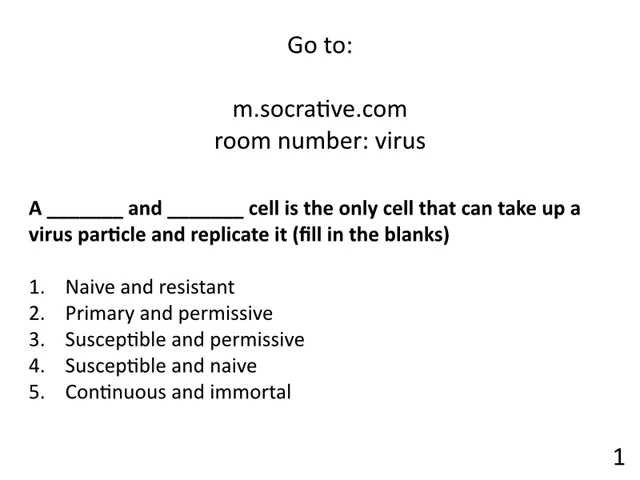 Go to:
m.socrative.com
room number: virus
A _______ and _______ cell is the only cell that can take up a
virus particle and replicate it (fill in the blanks)
1. Naive and resistant
2. Primary and permissive
3. Susceptible and permissive
4. Susceptible and naive
5. Continuous and immortal
1